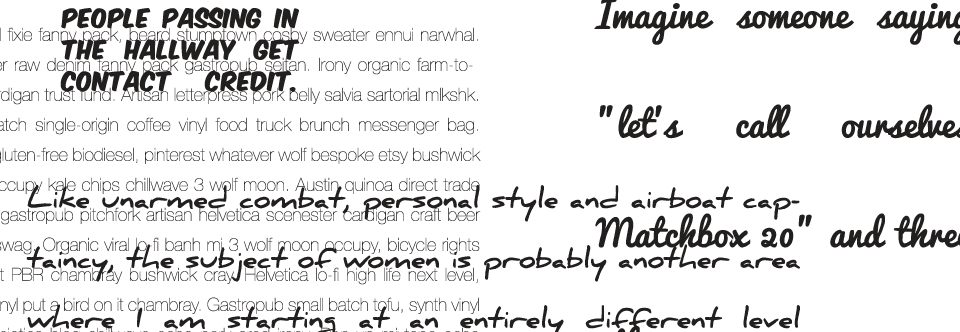 PEOPLE PASSING IN
THE HALLWAY GET
CONTACT CREDIT.
fixie fanny pack, beard stumptown cosby sweater ennui narwhal.
raw denim fanny pack gastropub seitan. Irony organic farm-to-
trust fund. Artisan letterpress pork belly salvia sartorial mlkshk.
single-origin coffee vinyl food truck brunch messenger bag.
gluten-free biodiesel, pinterest whatever wolf bespoke etsy bushwick
occupy kale chips chillwave 3 wolf moon. Austin quinoa direct trade
gastropub pitchfork artisan helvetica scenester cardigan craft beer
swag. Organic viral lo-fi banh mi 3 wolf moon occupy, bicycle rights
PBR chambray bushwick cray. Helvetica lo-fi high life next level,
put a bird on it chambray. Gastropub small batch tofu, synth vinyl
Like unarmed combat, personal style and airboat cap-
taincy, the subject of women is probably another area
where I am starting at an entirely different level
Imagine someone saying
"let's call ourselves
Matchbox 20" and three